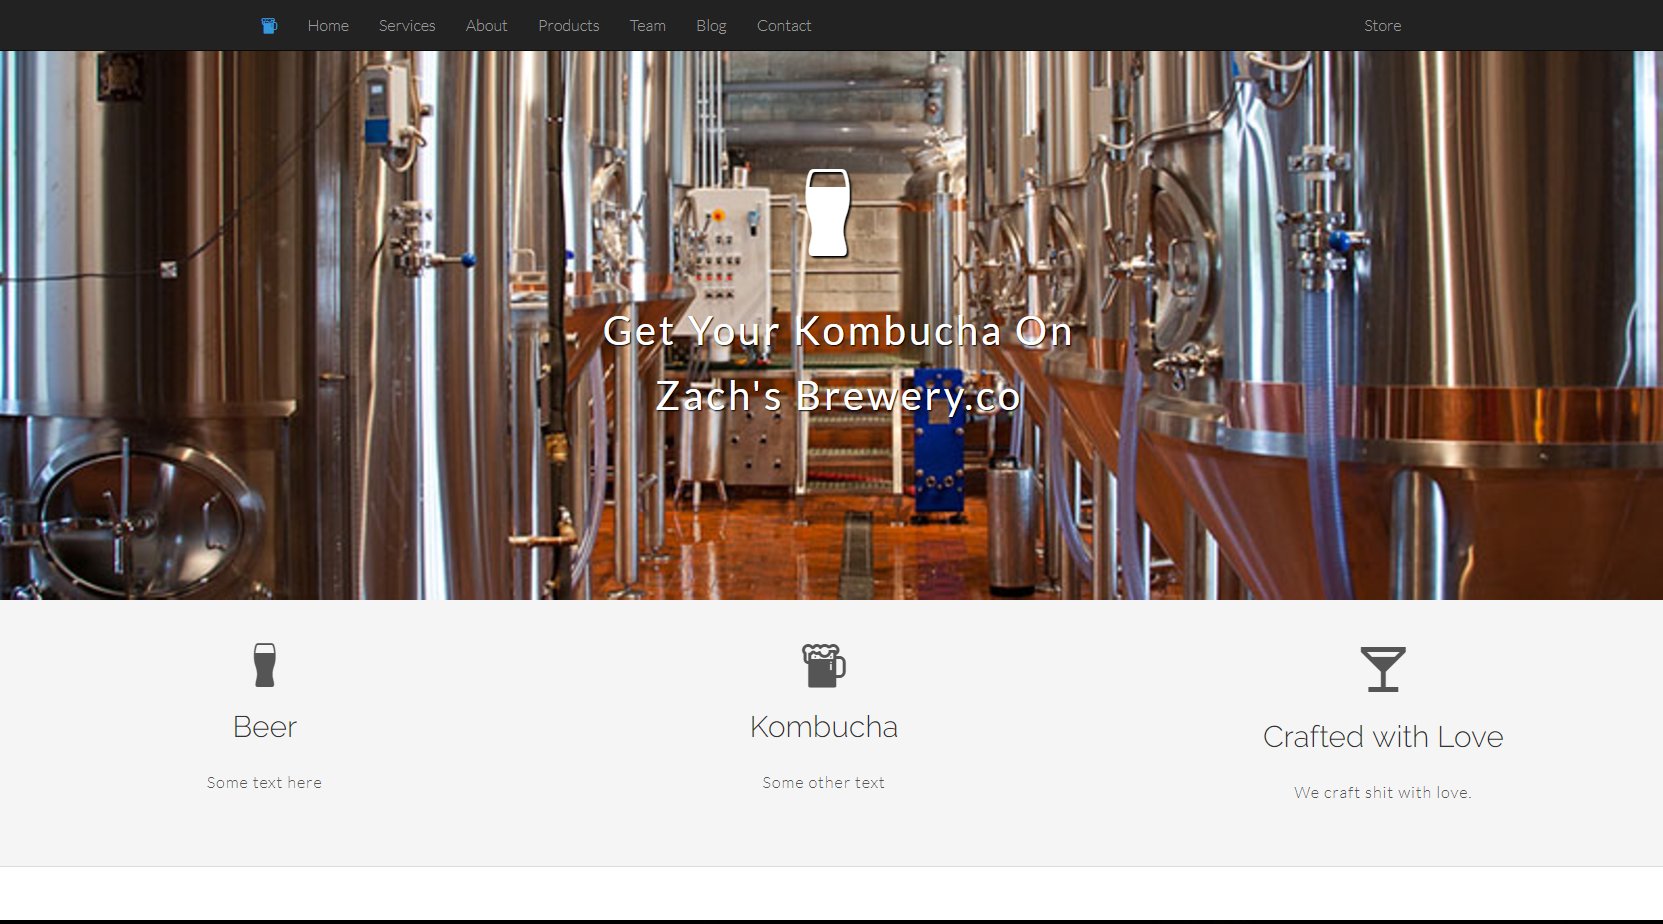 Home Services About Products Team Blog Contact Store
Get Your Kombucha On
Zach's Brewery.co
Beer Kombucha Crafted with Love
Some text here Some other text We craft shit with love.